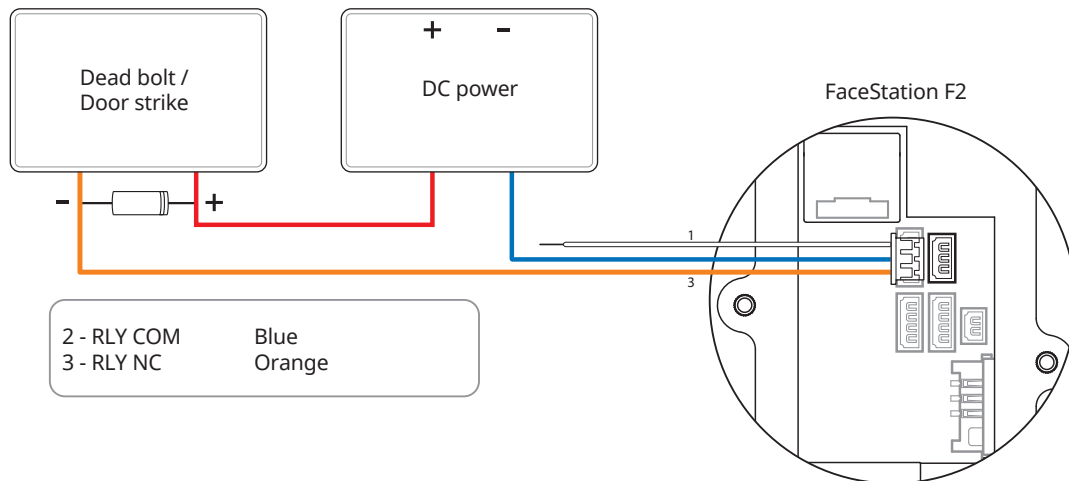 Dead bolt /
Door strike
+ −
DC power
FaceStation F2
- +
1
3
2 - RLY COM Blue
3 - RLY NC Orange